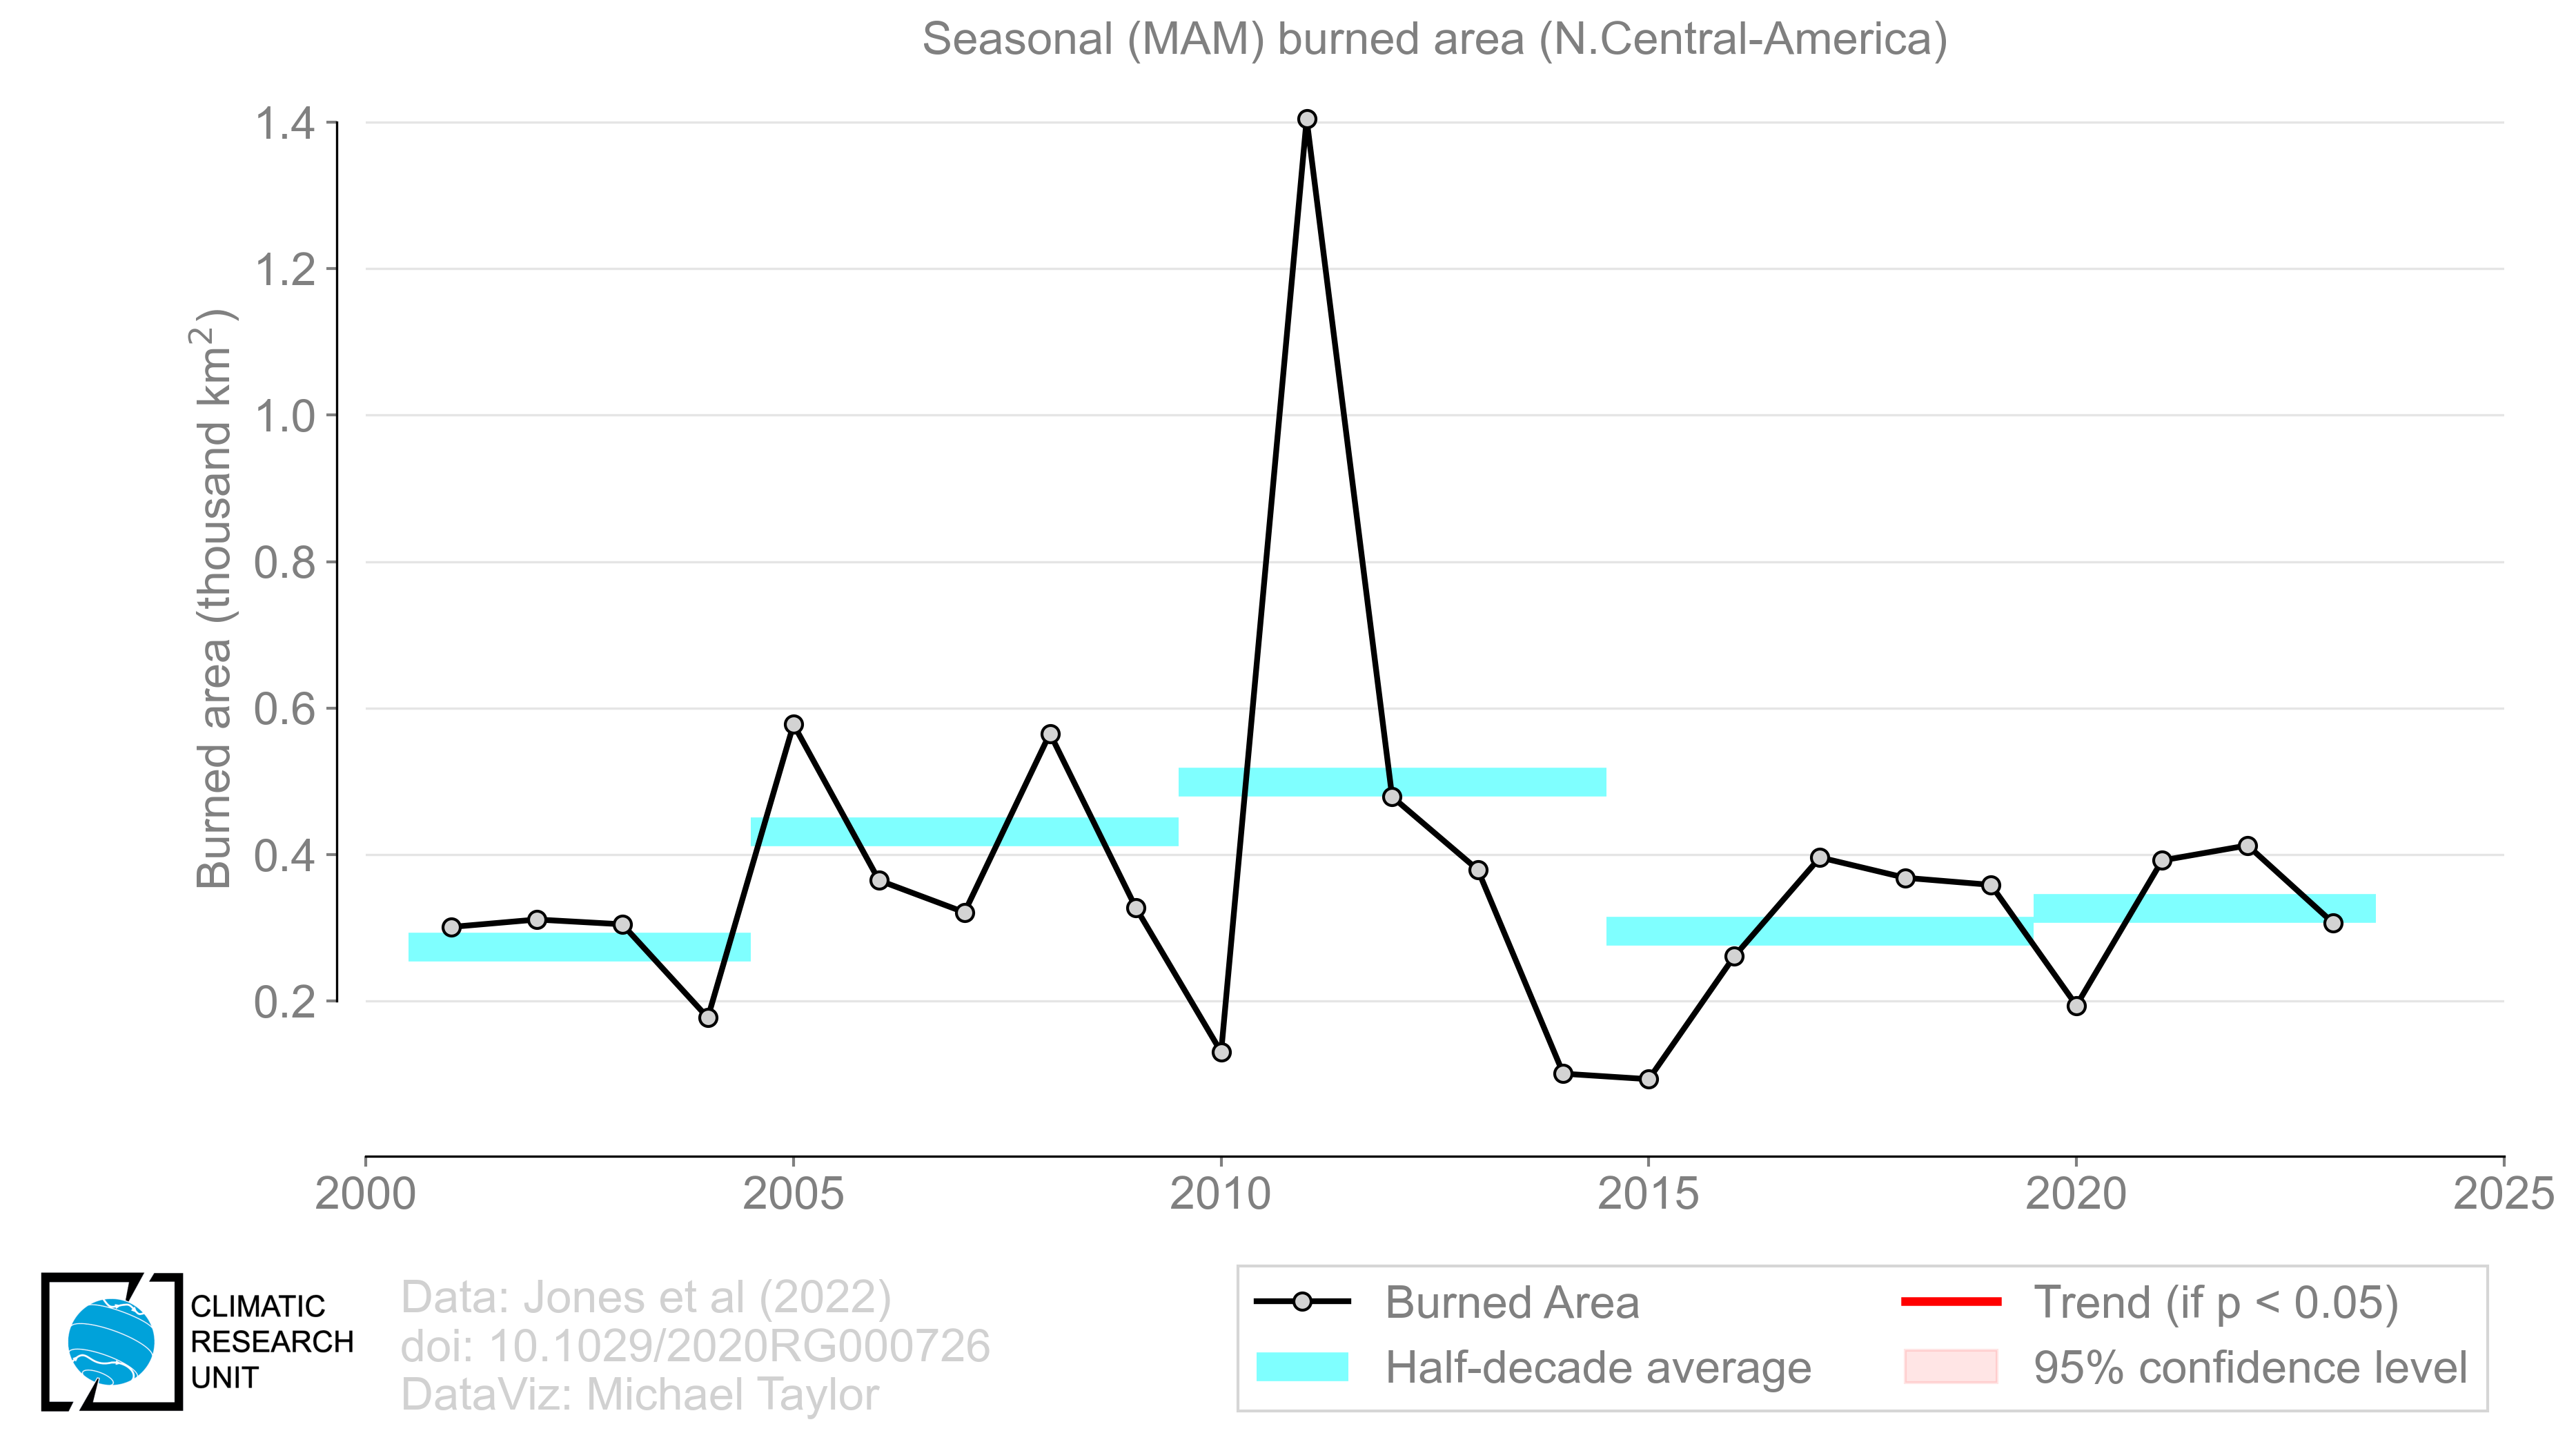 Seasonal (MAM) burned area (N.Central-America)
Burned area (thousand km²)
1.4
1.2
1.0
0.8
0.6
0.4
0.2
2000 2005 2010 2015 2020 2025
CLIMATIC
RESEARCH
UNIT
Data: Jones et al (2022)
doi: 10.1029/2020RG000726
DataViz: Michael Taylor
Burned Area
Half-decade average
Trend (if p < 0.05)
95% confidence level